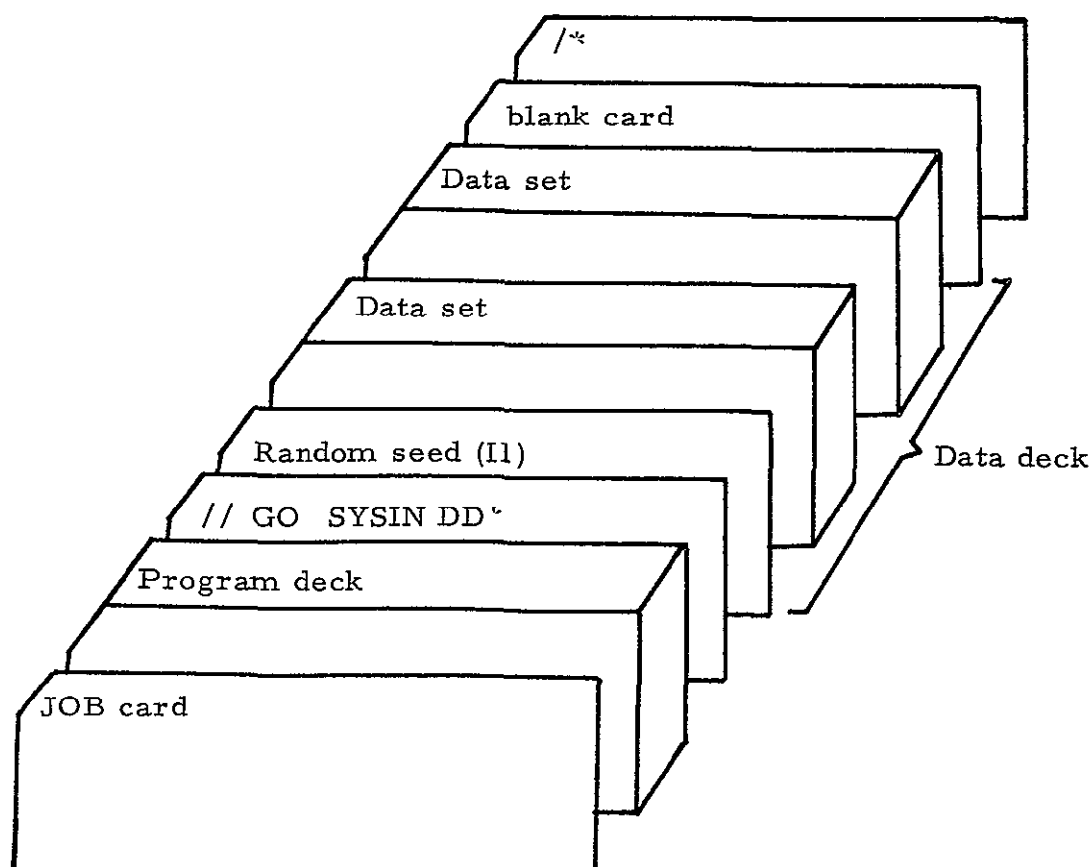 /*
blank card
Data set
Data set
Random seed (I1)
Data deck
// GO SYSIN DD*
Program deck
JOB card